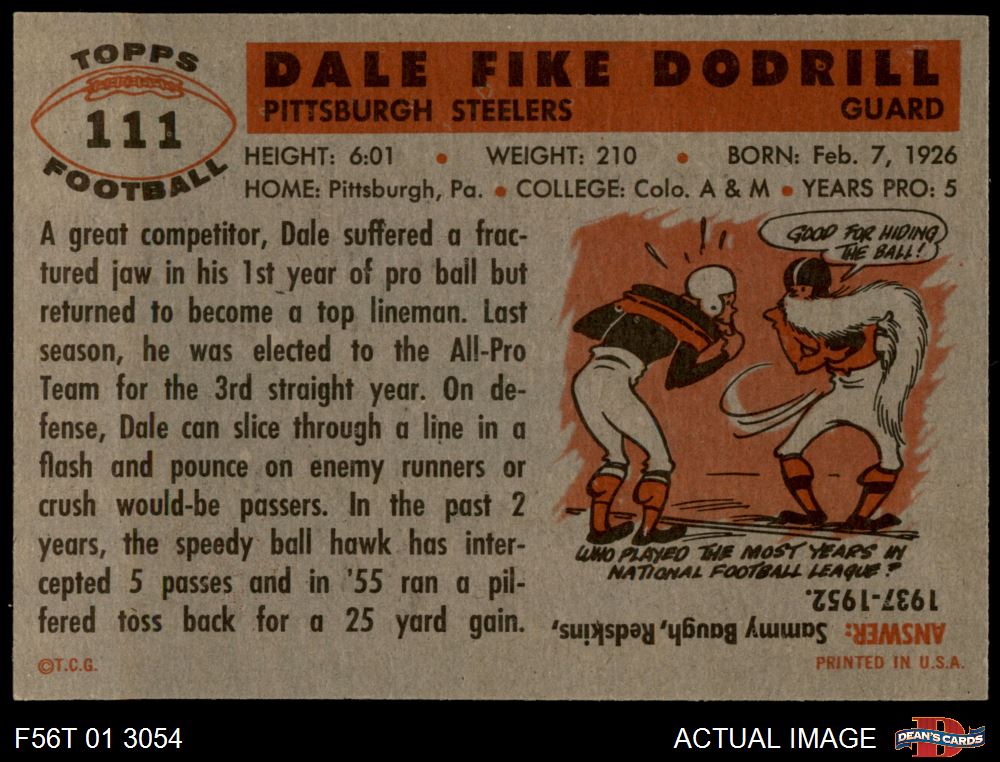 TOPPS
111
FOOTBALL
DALE FIKE DODRILL
PITTSBURGH STEELERS GUARD
HEIGHT: 6:01 • WEIGHT: 210 • BORN: Feb. 7, 1926
HOME: Pittsburgh, Pa. • COLLEGE: Colo. A & M • YEARS PRO: 5
A great competitor, Dale suffered a frac-
tured jaw in his 1st year of pro ball but
returned to become a top lineman. Last
season, he was elected to the All-Pro
Team for the 3rd straight year. On de-
fense, Dale can slice through a line in a
flash and pounce on enemy runners or
crush would-be passers. In the past 2
years, the speedy ball hawk has inter-
cepted 5 passes and in '55 ran a pil-
fered toss back for a 25 yard gain.
GOOD FOR HIDING
THE BALL!
WHO PLAYED THE MOST YEARS IN
NATIONAL FOOTBALL LEAGUE?
ANSWER: Sammy Baugh, Redskins,
1937-1952.
©T.C.G.
PRINTED IN U.S.A.
F56T 01 3054
ACTUAL IMAGE
D
DEAN'S CARDS